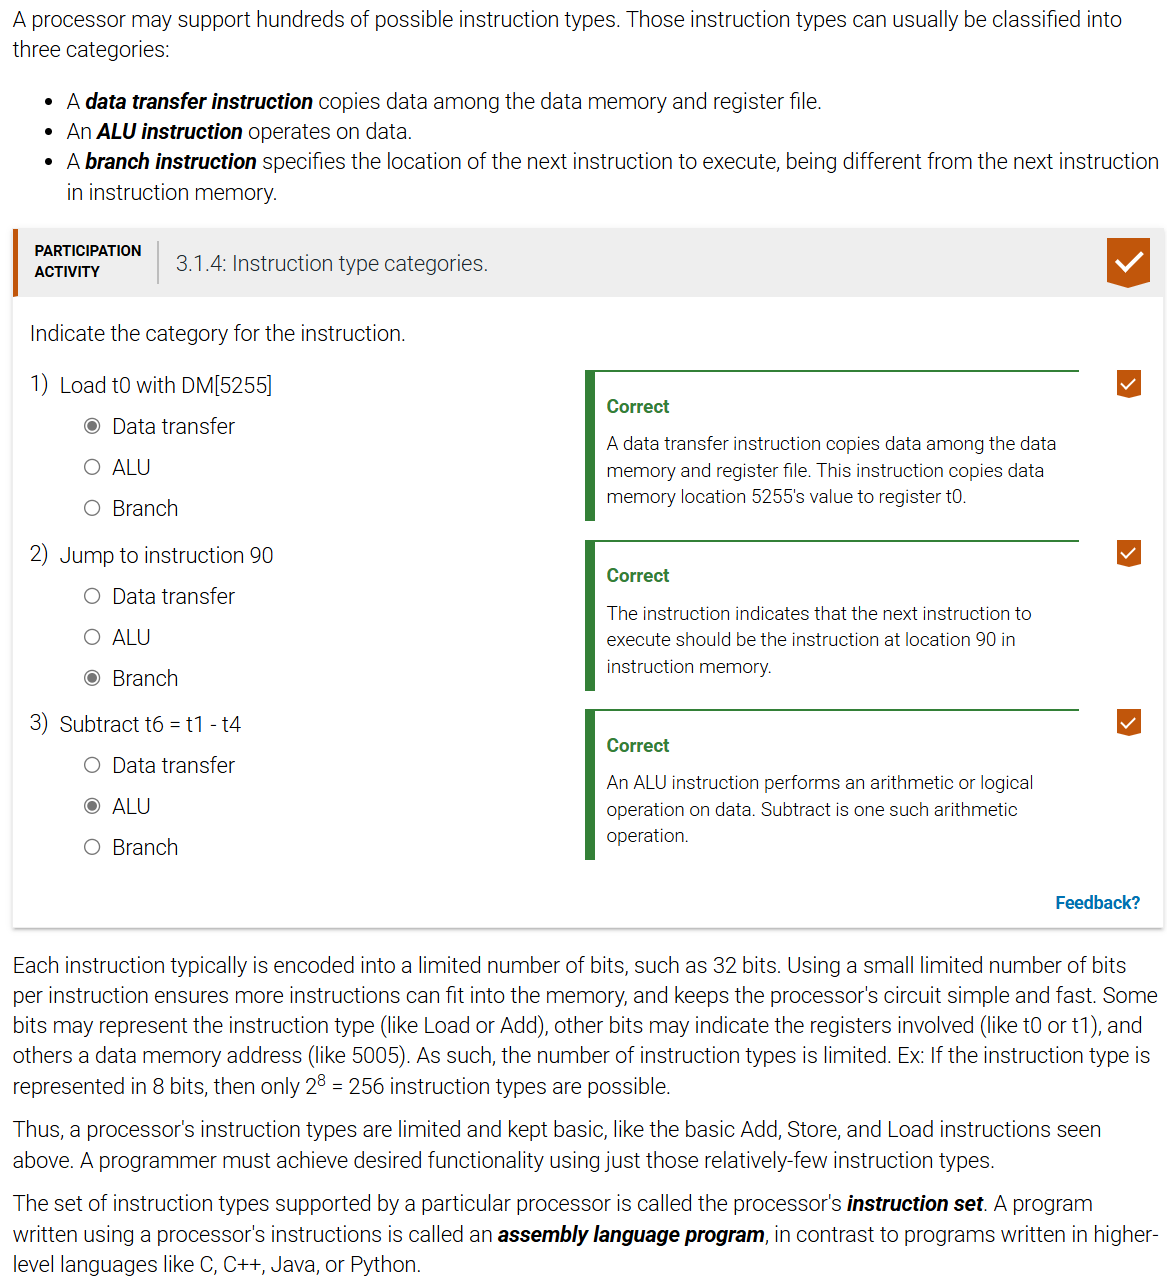 A processor may support hundreds of possible instruction types. Those instruction types can usually be classified into
three categories:
• A data transfer instruction copies data among the data memory and register file.
• An ALU instruction operates on data.
• A branch instruction specifies the location of the next instruction to execute, being different from the next instruction
in instruction memory.
PARTICIPATION
ACTIVITY
3.1.4: Instruction type categories.
Indicate the category for the instruction.
1) Load t0 with DM[5255]
Data transfer
ALU
Branch
Correct
A data transfer instruction copies data among the data
memory and register file. This instruction copies data
memory location 5255's value to register t0.
2) Jump to instruction 90
Data transfer
ALU
Branch
Correct
The instruction indicates that the next instruction to
execute should be the instruction at location 90 in
instruction memory.
3) Subtract t6 = t1 - t4
Data transfer
ALU
Branch
Correct
An ALU instruction performs an arithmetic or logical
operation on data. Subtract is one such arithmetic
operation.
Feedback?
Each instruction typically is encoded into a limited number of bits, such as 32 bits. Using a small limited number of bits
per instruction ensures more instructions can fit into the memory, and keeps the processor's circuit simple and fast. Some
bits may represent the instruction type (like Load or Add), other bits may indicate the registers involved (like t0 or t1), and
others a data memory address (like 5005). As such, the number of instruction types is limited. Ex: If the instruction type is
represented in 8 bits, then only 2⁸ = 256 instruction types are possible.
Thus, a processor's instruction types are limited and kept basic, like the basic Add, Store, and Load instructions seen
above. A programmer must achieve desired functionality using just those relatively-few instruction types.
The set of instruction types supported by a particular processor is called the processor's instruction set. A program
written using a processor's instructions is called an assembly language program, in contrast to programs written in higher-
level languages like C, C++, Java, or Python.